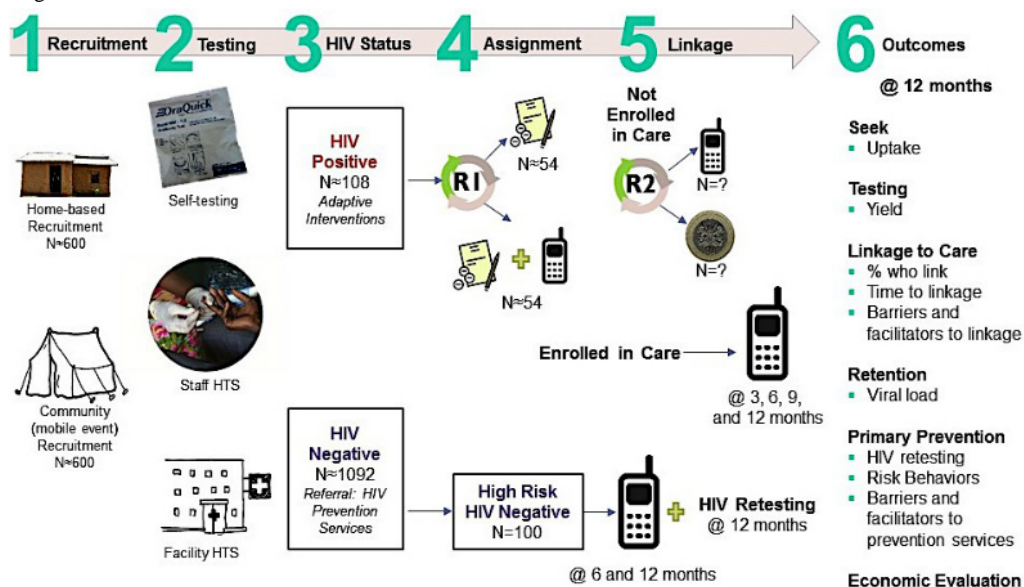 1 Recruitment
2 Testing
3 HIV Status
4 Assignment
5 Linkage
6 Outcomes
@ 12 months
Home-based
Recruitment
N≈600
Community
(mobile event)
Recruitment
N≈600
OraQuick
Self-testing
Staff HTS
Facility HTS
HIV
Positive
N≈108
Adaptive
Interventions
HIV
Negative
N≈1092
Referral: HIV
Prevention
Services
R1
N≈54
N≈54
High Risk
HIV Negative
N=100
Not
Enrolled
in Care
R2
N=?
N=?
Enrolled in Care
@ 3, 6, 9,
and 12 months
HIV Retesting
@ 12 months
@ 6 and 12 months
Seek
▪ Uptake
Testing
▪ Yield
Linkage to Care
▪ % who link
▪ Time to linkage
▪ Barriers and
facilitators to linkage
Retention
▪ Viral load
Primary Prevention
▪ HIV retesting
▪ Risk Behaviors
▪ Barriers and
facilitators to
prevention services
Economic Evaluation